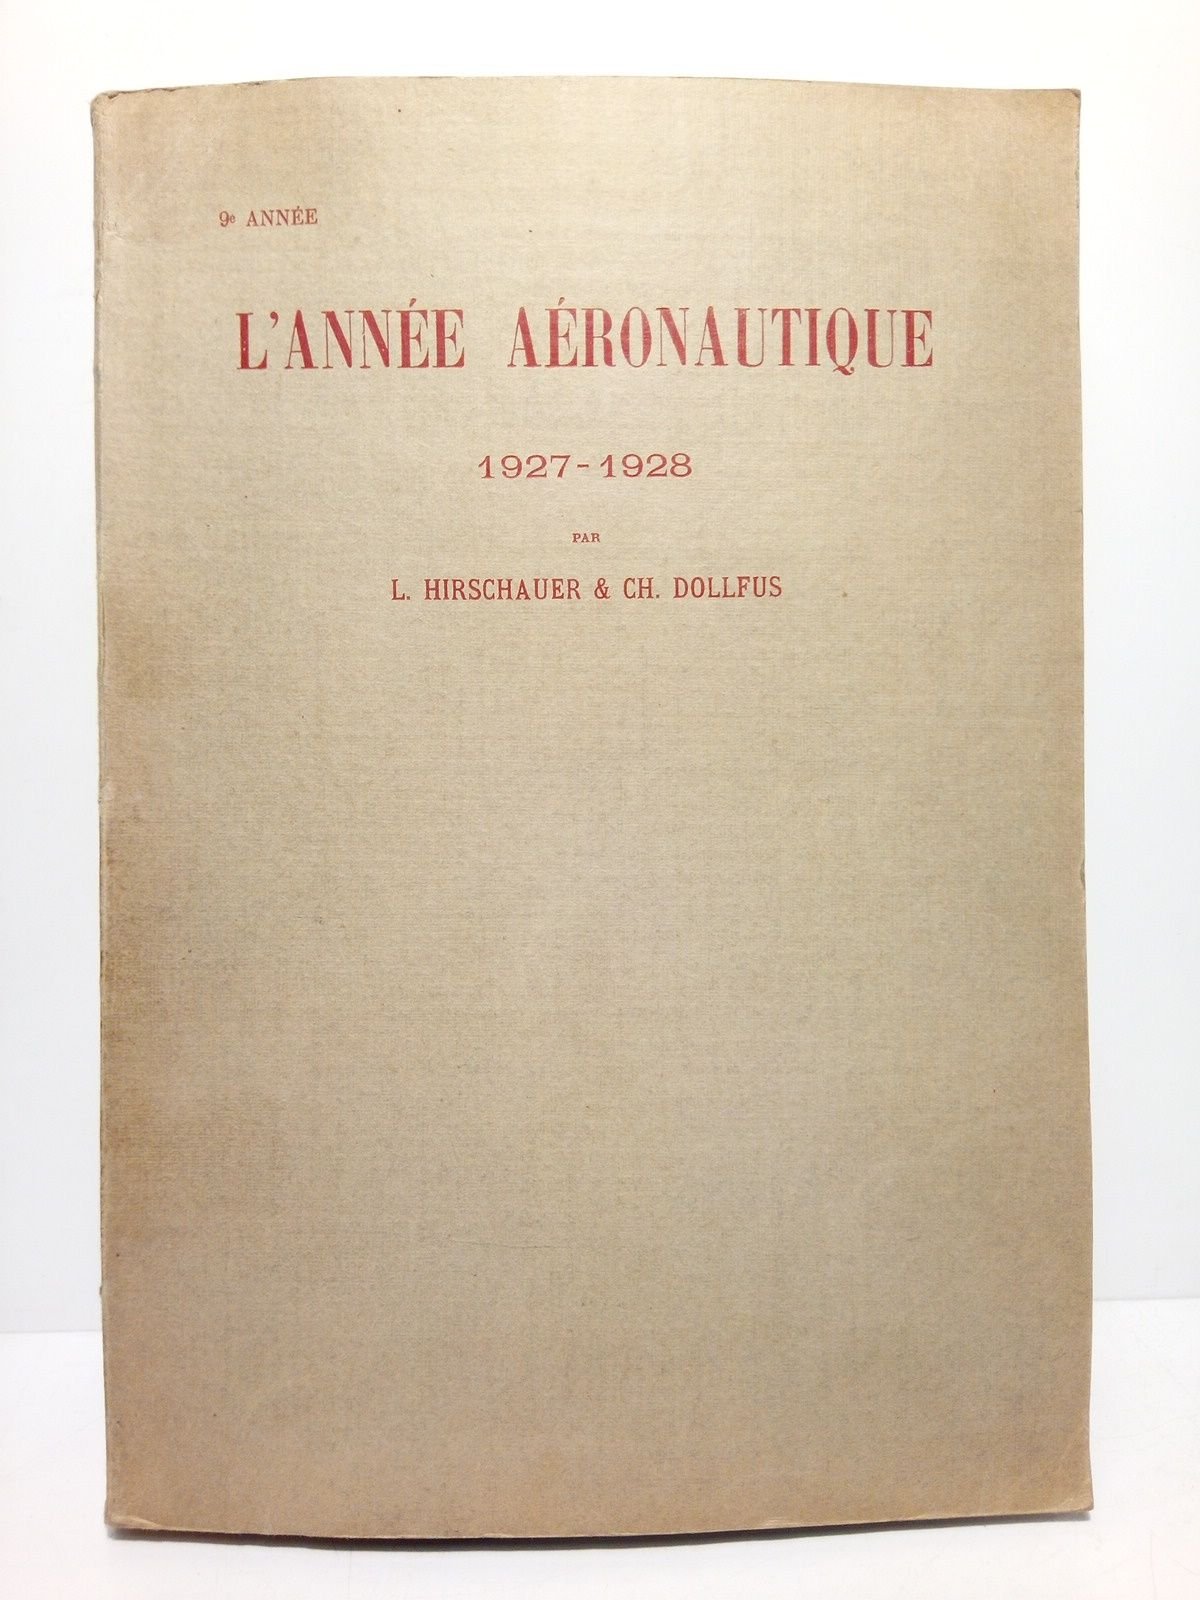 9e ANNÉE
L'ANNÉE AÉRONAUTIQUE
1927-1928
PAR
L. HIRSCHAUER & CH. DOLLFUS